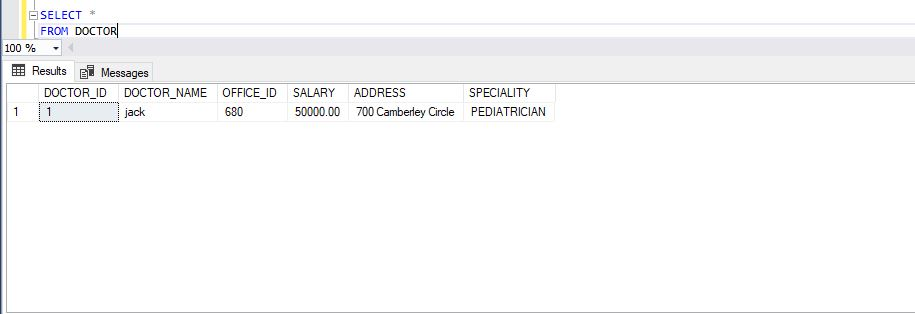 SELECT *
FROM DOCTOR
100 %
Results Messages
DOCTOR_ID DOCTOR_NAME OFFICE_ID SALARY ADDRESS SPECIALITY
1 1 jack 680 50000.00 700 Camberley Circle PEDIATRICIAN